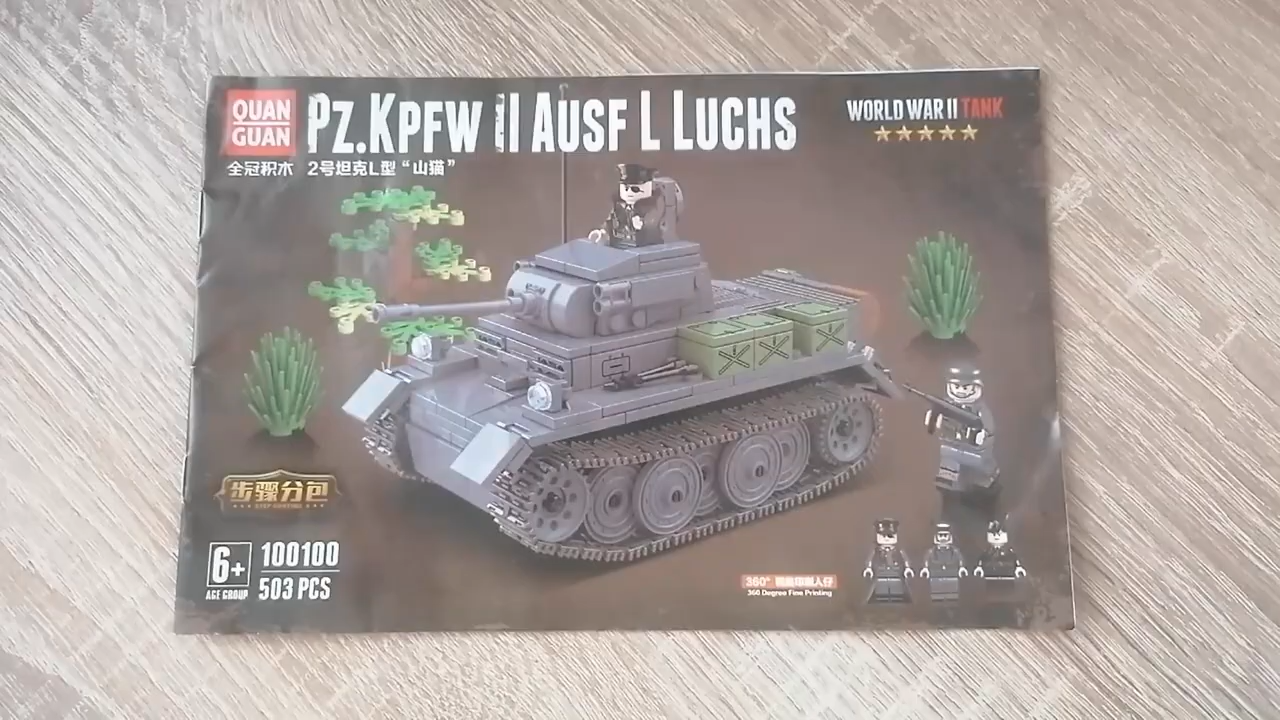 QUAN
GUAN
全冠积木
PZ.KPFW II AUSF L LUCHS
2号坦克L型“山猫”
WORLD WAR II TANK
步骤分包
6+
AGE GROUP
100100
503 PCS
360°
360 Degree Fine Printing